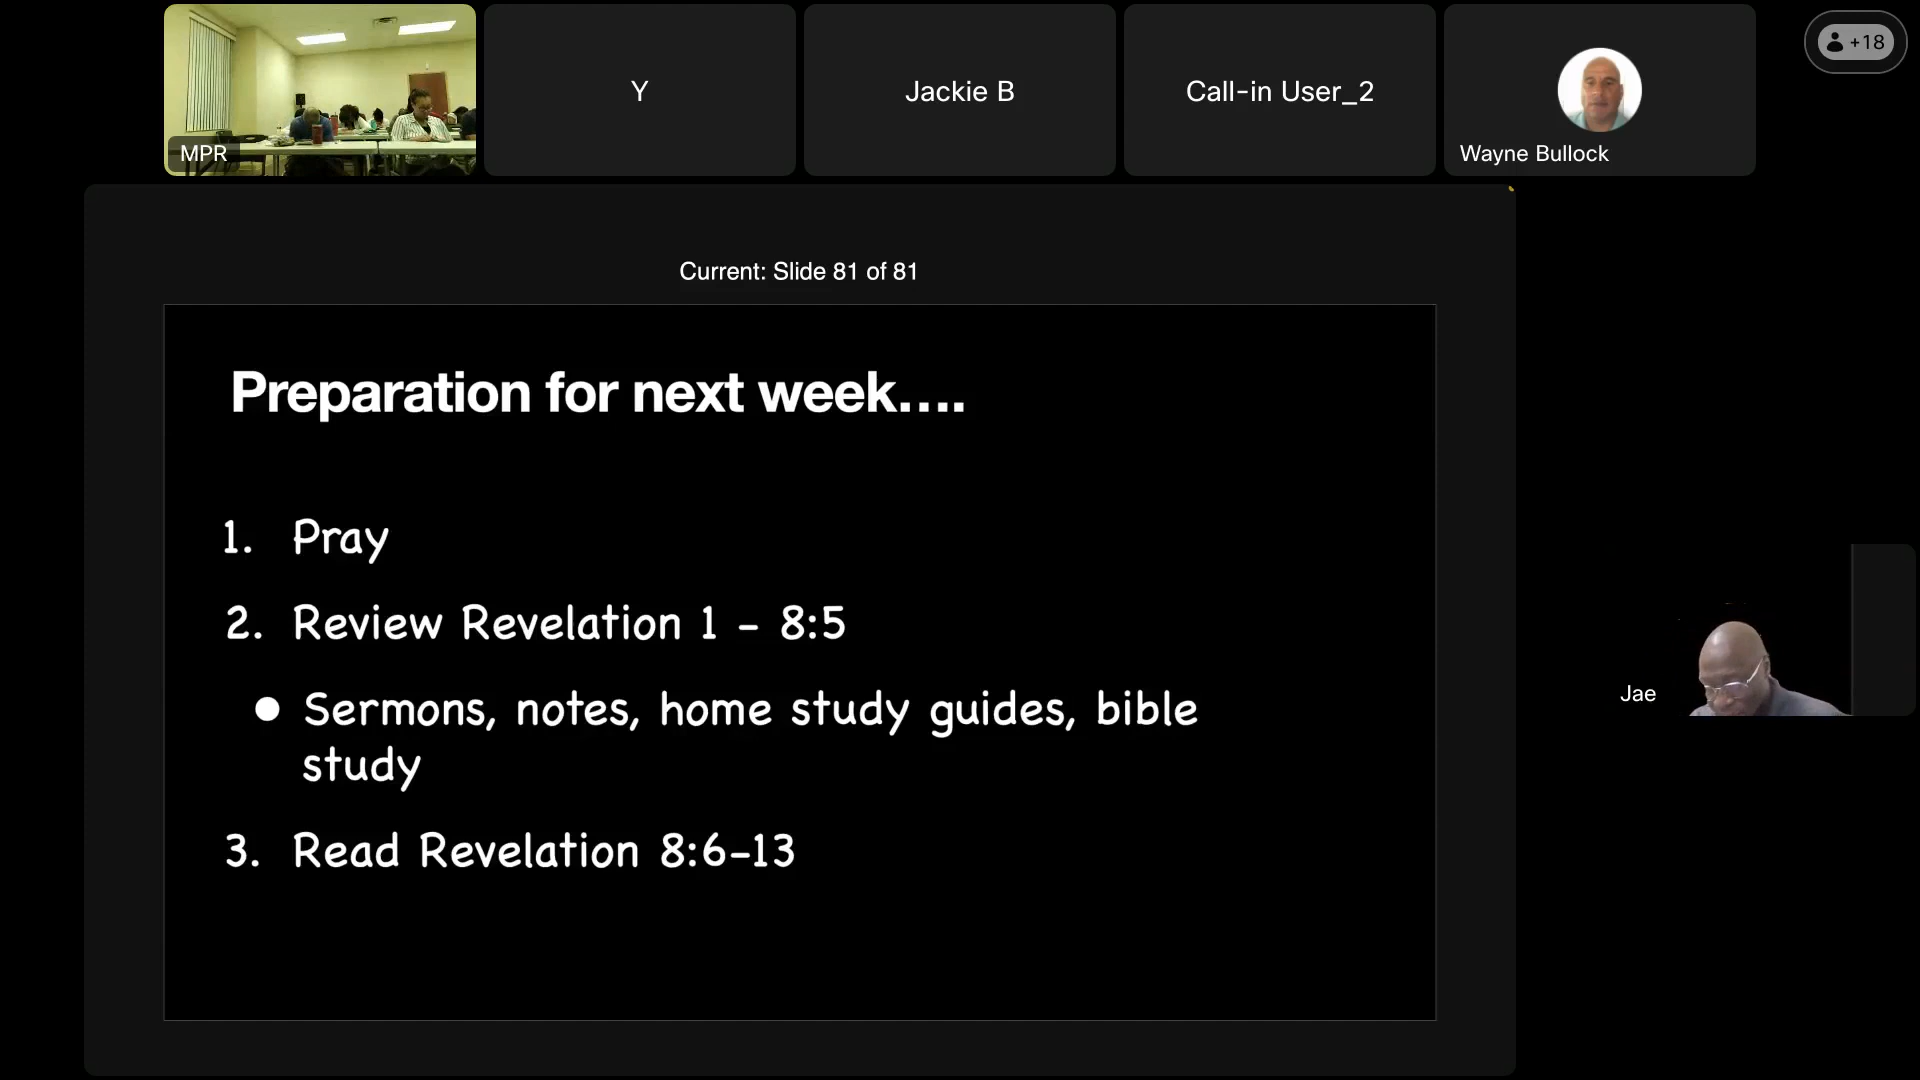 +18
Y
Jackie B
Call-in User_2
MPR
Wayne Bullock
Current: Slide 81 of 81
Preparation for next week....
1. Pray
2. Review Revelation 1 - 8:5
● Sermons, notes, home study guides, bible
study
3. Read Revelation 8:6-13
Jae